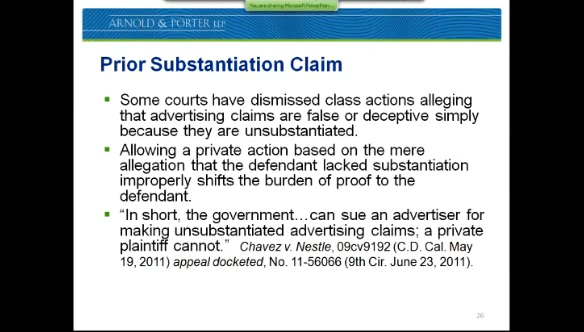 You are sharing Microsoft PowerPoin...
ARNOLD & PORTER LLP
Prior Substantiation Claim
▪ Some courts have dismissed class actions alleging
that advertising claims are false or deceptive simply
because they are unsubstantiated.
▪ Allowing a private action based on the mere
allegation that the defendant lacked substantiation
improperly shifts the burden of proof to the
defendant.
▪ “In short, the government…can sue an advertiser for
making unsubstantiated advertising claims; a private
plaintiff cannot.” Chavez v. Nestle, 09cv9192 (C.D. Cal. May
19, 2011) appeal docketed, No. 11-56066 (9th Cir. June 23, 2011).
26